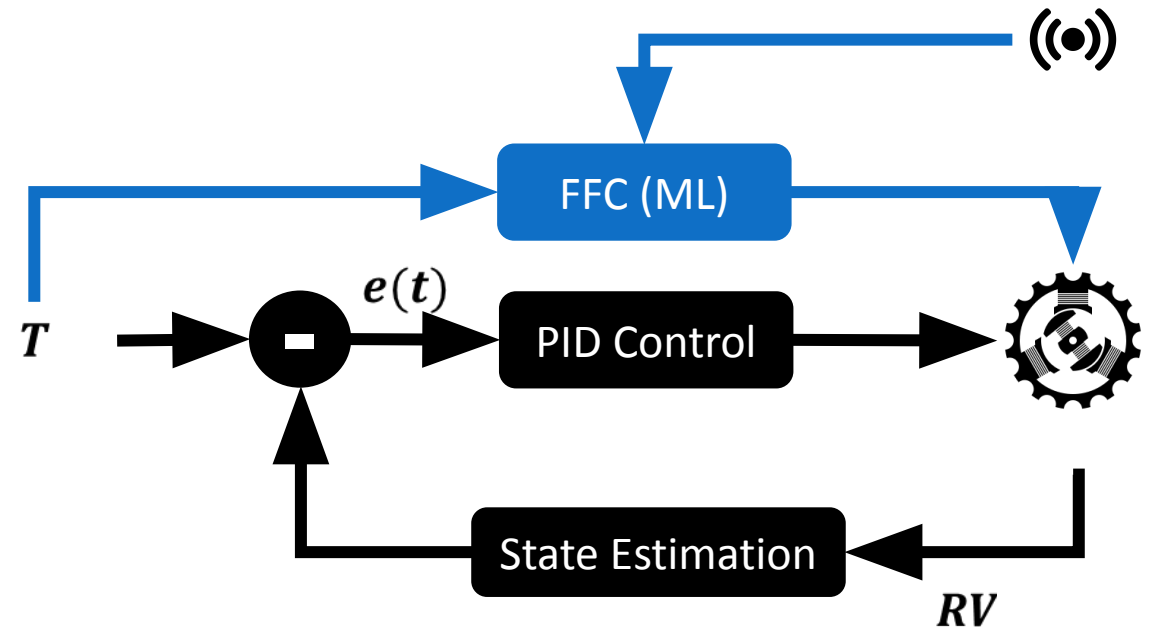 FFC (ML)
e(t)
T
-
PID Control
State Estimation
RV